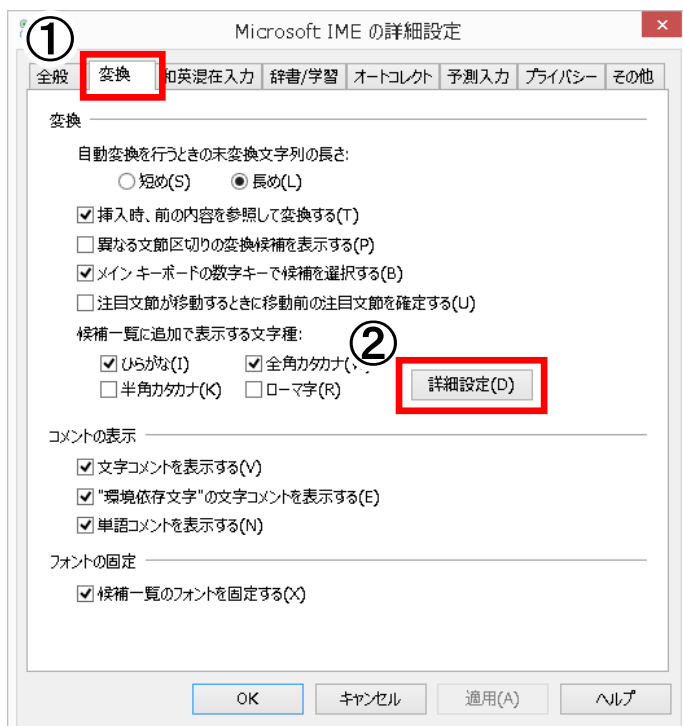 ①
Microsoft IME の詳細設定
全般 変換 和英混在入力 辞書/学習 オートコレクト 予測入力 プライバシー その他
変換
自動変換を行うときの未変換文字列の長さ:
短め(S) 長め(L)
挿入時、前の内容を参照して変換する(T)
異なる文節区切りの変換候補を表示する(P)
メイン キーボードの数字キーで候補を選択する(B)
注目文節が移動するときに移動前の注目文節を確定する(U)
候補一覧に追加で表示する文字種:
②
ひらがな(I) 全角カタカナ(
半角カタカナ(K) ローマ字(R)
詳細設定(D)
コメントの表示
文字コメントを表示する(V)
"環境依存文字"の文字コメントを表示する(E)
単語コメントを表示する(N)
フォントの固定
候補一覧のフォントを固定する(X)
OK キャンセル 適用(A) ヘルプ